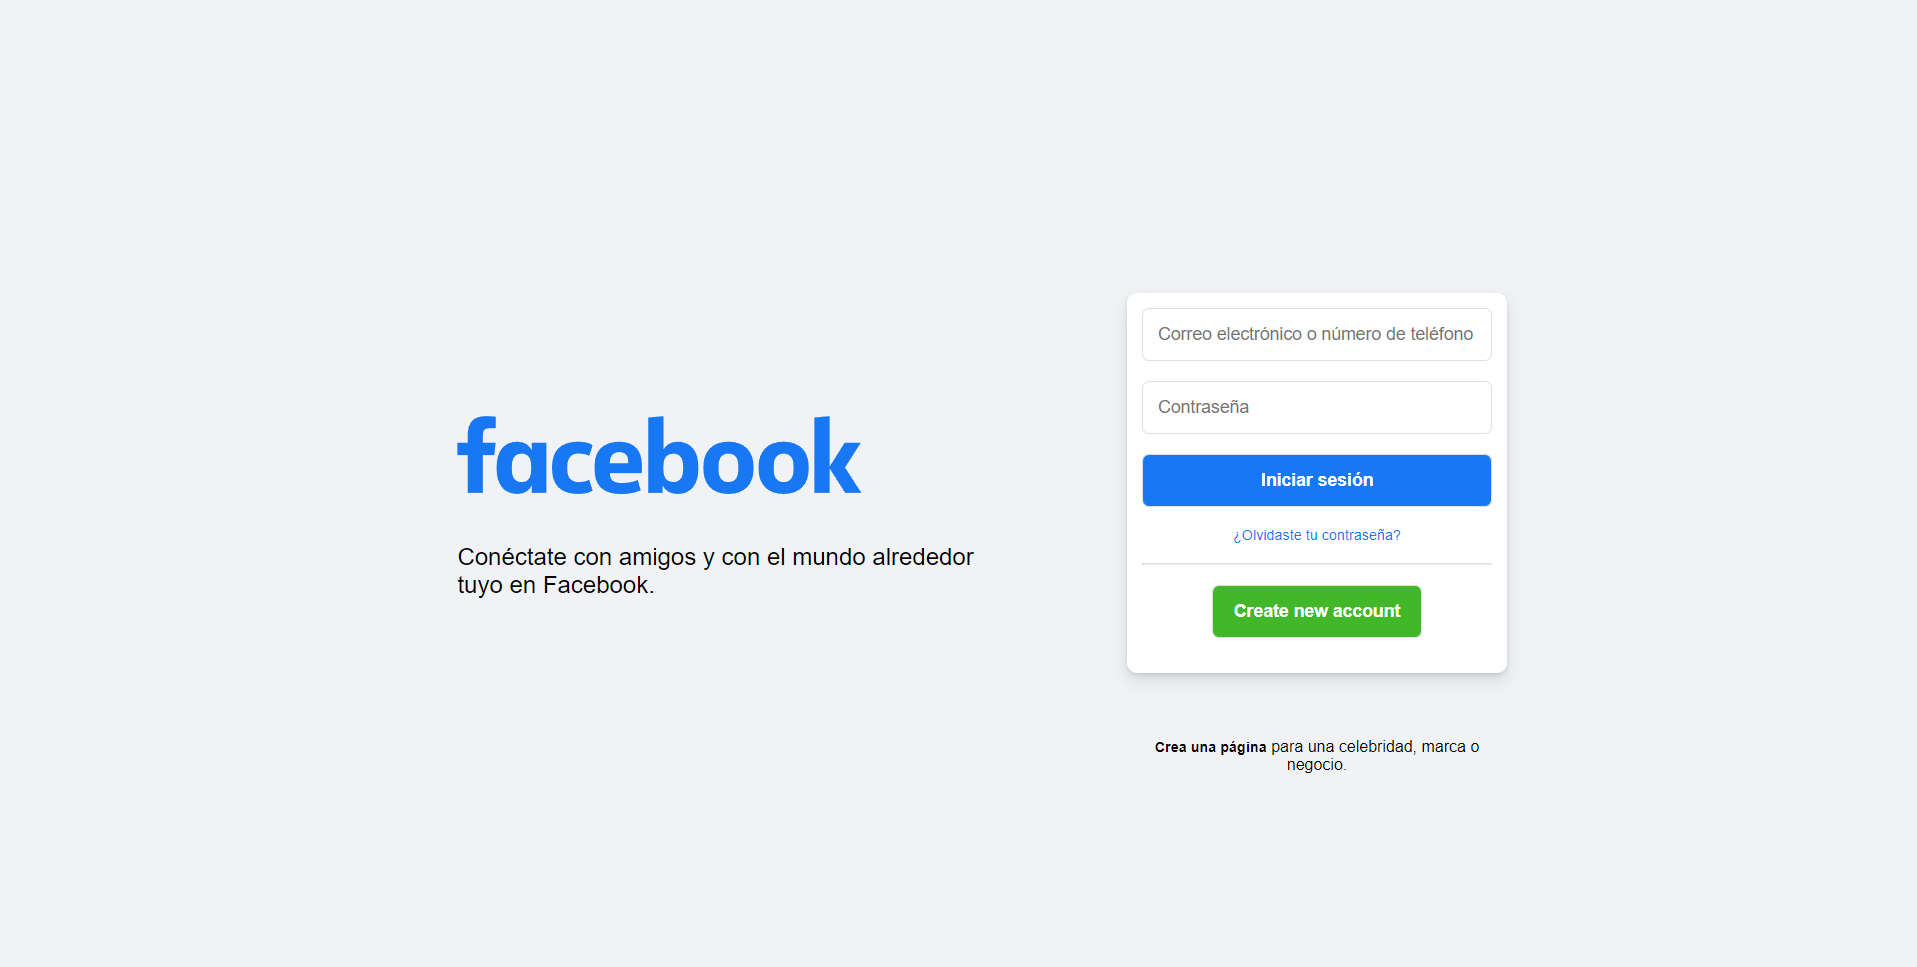 facebook
Conéctate con amigos y con el mundo alrededor
tuyo en Facebook.
Correo electrónico o número de teléfono
Contraseña
Iniciar sesión
¿Olvidaste tu contraseña?
Create new account
Crea una página para una celebridad, marca o
negocio.